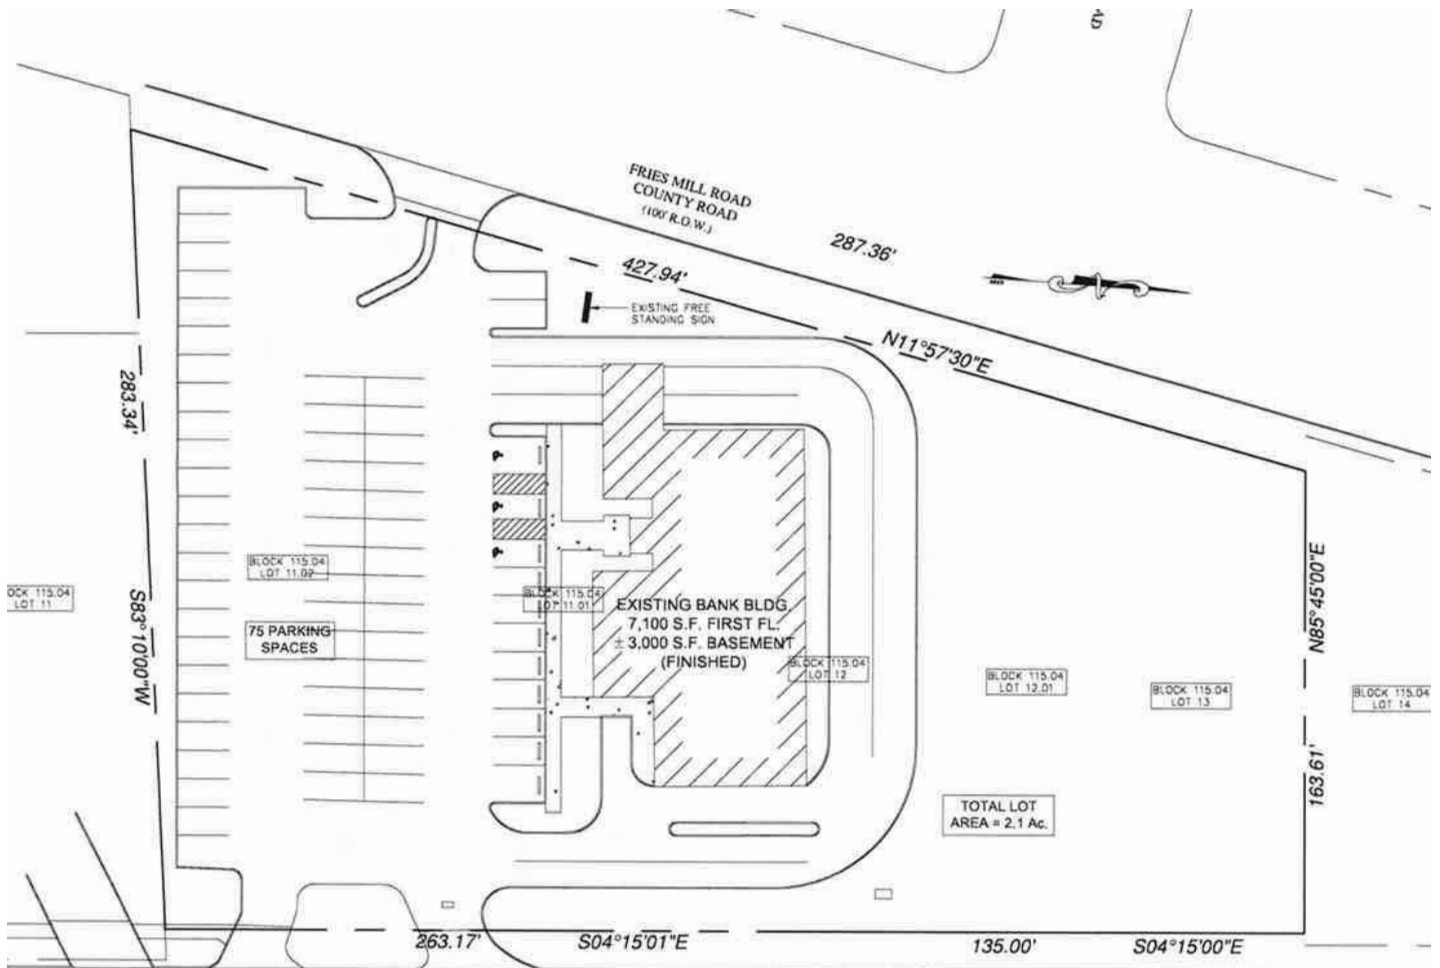 FRIES MILL ROAD
COUNTY ROAD
(100' R.O.W.)
287.36'
427.94'
EXISTING FREE
STANDING SIGN
N11°57'30"E
283.34'
S83°10'00"W
BLOCK 115.04
LOT 11.02
OCK 115.04
LOT 11
75 PARKING
SPACES
BLOCK 115.04
LOT 11.01
EXISTING BANK BLDG.
7,100 S.F. FIRST FL.
±3,000 S.F. BASEMENT
(FINISHED)
BLOCK 115.04
LOT 12
BLOCK 115.04
LOT 12.01
BLOCK 115.04
LOT 13
BLOCK 115.04
LOT 14
N85°45'00"E
163.61'
TOTAL LOT
AREA = 2.1 Ac.
263.17'
S04°15'01"E
135.00'
S04°15'00"E